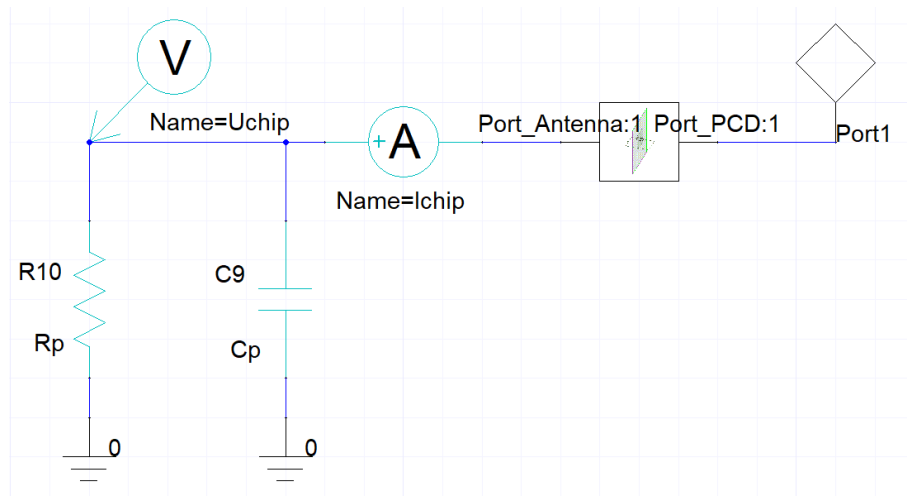 V
Name=Uchip
+ A
Port_Antenna:1 Port_PCD:1
Port1
Name=Ichip
R10
C9
Rp
Cp
0
0